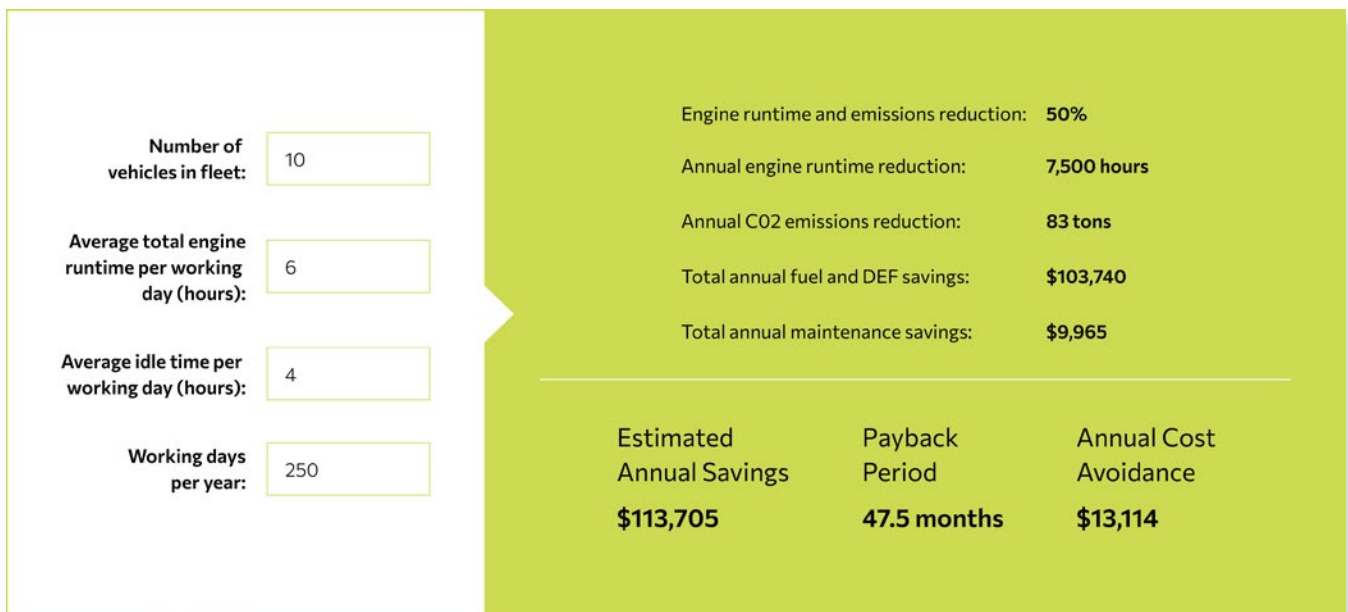 Number of
vehicles in fleet:
10
Average total engine
runtime per working
day (hours):
6
Average idle time per
working day (hours):
4
Working days
per year:
250
Engine runtime and emissions reduction: 50%
Annual engine runtime reduction: 7,500 hours
Annual C02 emissions reduction: 83 tons
Total annual fuel and DEF savings: $103,740
Total annual maintenance savings: $9,965
Estimated
Annual Savings
$113,705
Payback
Period
47.5 months
Annual Cost
Avoidance
$13,114